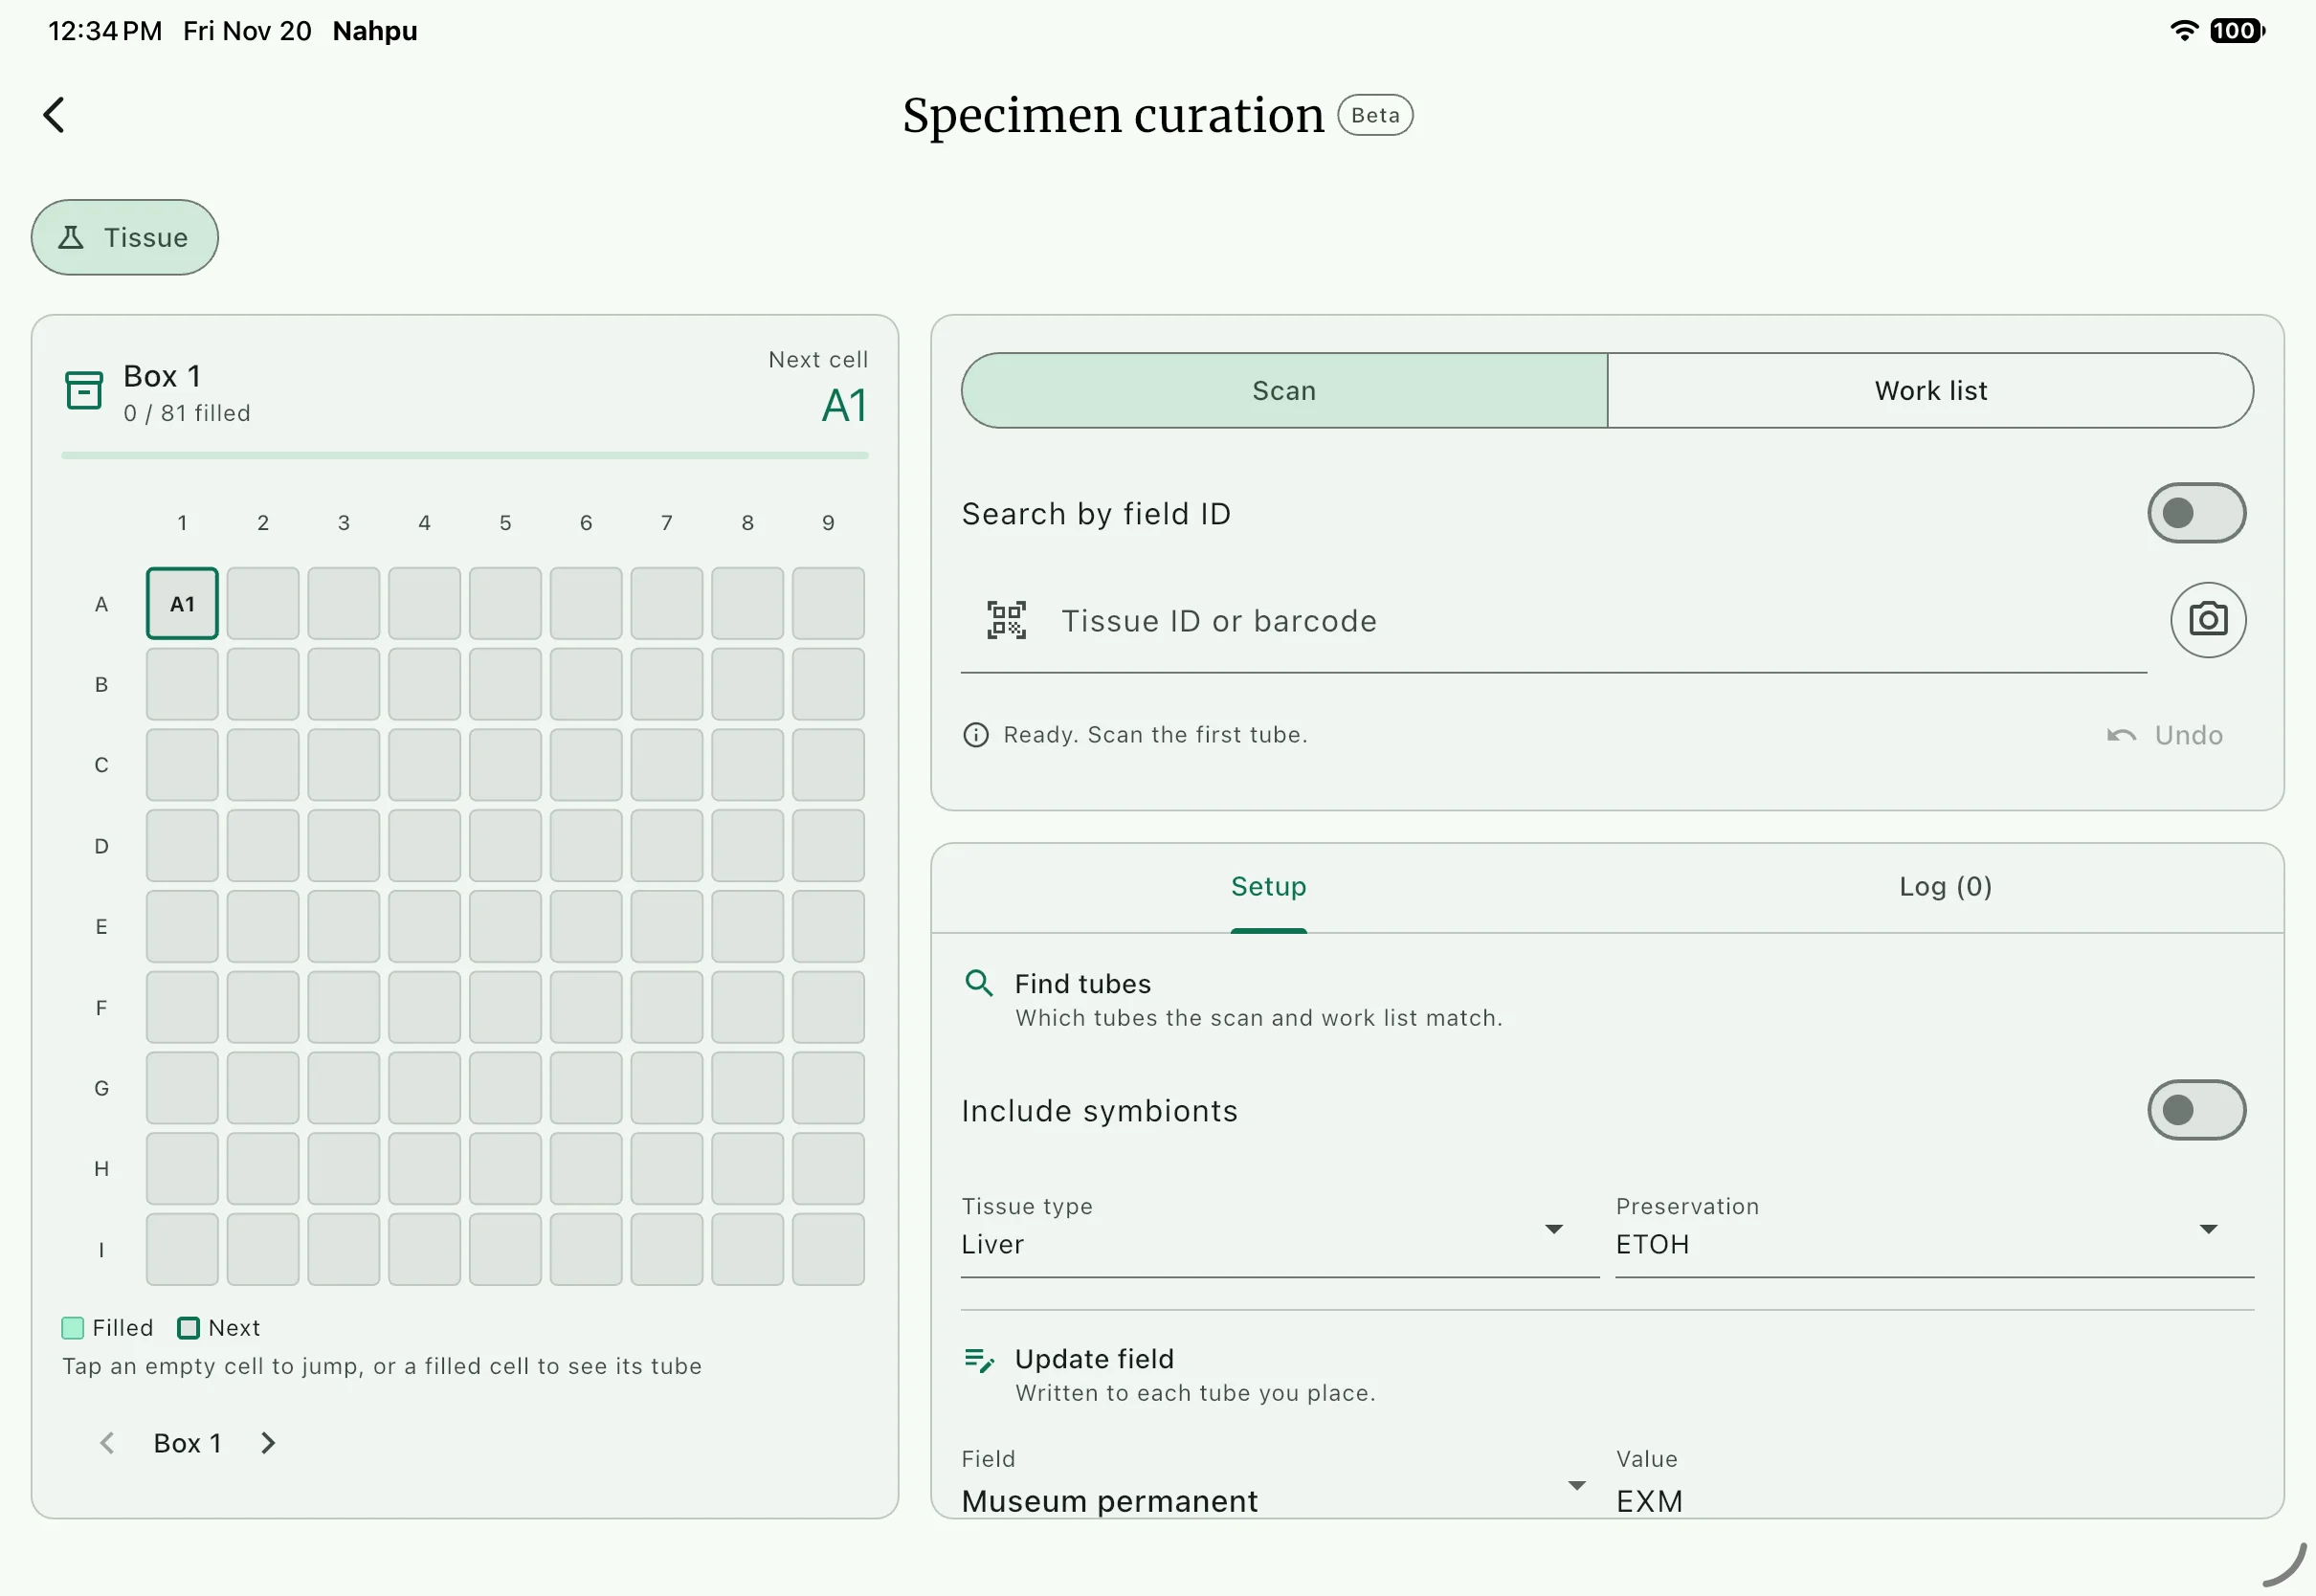 12:34 PM Fri Nov 20 Nahpu
100
Specimen curation Beta
Tissue
Box 1
0 / 81 filled
Next cell
A1
1 2 3 4 5 6 7 8 9
A A1
B
C
D
E
F
G
H
I
Filled Next
Tap an empty cell to jump, or a filled cell to see its tube
Box 1
Scan Work list
Search by field ID
Tissue ID or barcode
Ready. Scan the first tube. Undo
Setup Log (0)
Find tubes
Which tubes the scan and work list match.
Include symbionts
Tissue type Preservation
Liver ETOH
Update field
Written to each tube you place.
Field Value
Museum permanent EXM